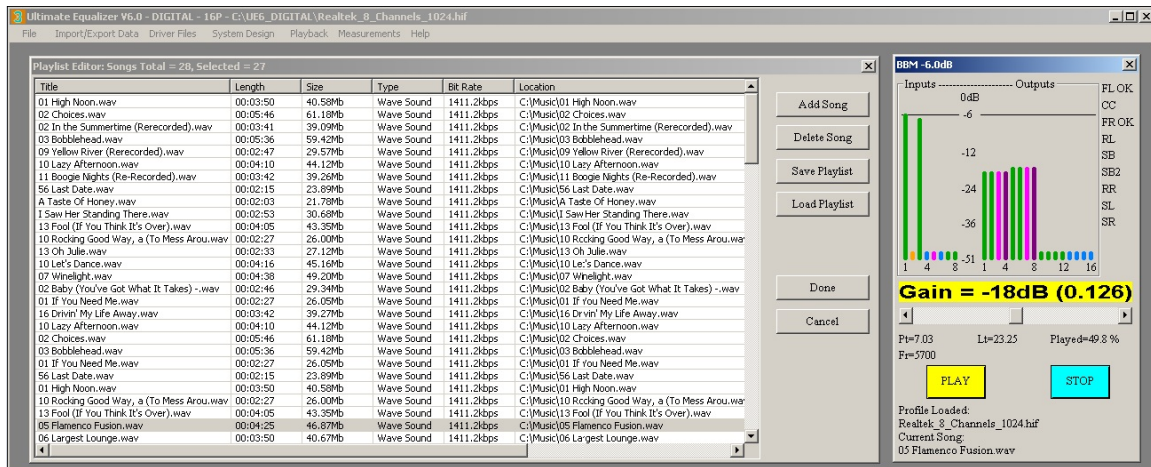 Ultimate Equalizer V6.0 - DIGITAL - 16P - C:\UE6_DIGITAL\Realtek_8_Channels_1024.hif
File Import/Export Data Driver Files System Design Playback Measurements Help
Playlist Editor: Songs Total = 28, Selected = 27
Title Length Size Type Bit Rate Location
01 High Noon.wav 00:03:50 40.58Mb Wave Sound 1411.2kbps C:\Music\01 High Noon.wav
02 Choices.wav 00:05:46 61.18Mb Wave Sound 1411.2kbps C:\Music\02 Choices.wav
02 In the Summertime (Rerecorded).wav 00:03:41 39.09Mb Wave Sound 1411.2kbps C:\Music\02 In the Summertime (Rerecorded).wav
03 Bobblehead.wav 00:05:36 59.42Mb Wave Sound 1411.2kbps C:\Music\03 Bobblehead.wav
09 Yellow River (Rerecorded).wav 00:02:47 29.57Mb Wave Sound 1411.2kbps C:\Music\09 Yellow River (Rerecorded).wav
10 Lazy Afternoon.wav 00:04:10 44.12Mb Wave Sound 1411.2kbps C:\Music\10 Lazy Afternoon.wav
11 Boogie Nights (Re-Recorded).wav 00:03:42 39.26Mb Wave Sound 1411.2kbps C:\Music\11 Boogie Nights (Re-Recorded).wav
56 Last Date.wav 00:02:15 23.89Mb Wave Sound 1411.2kbps C:\Music\56 Last Date.wav
A Taste Of Honey.wav 00:02:03 21.78Mb Wave Sound 1411.2kbps C:\Music\A Taste Of Honey.wav
I Saw Her Standing There.wav 00:02:53 30.68Mb Wave Sound 1411.2kbps C:\Music\I Saw Her Standing There.wav
13 Fool (If You Think It's Over).wav 00:04:05 43.35Mb Wave Sound 1411.2kbps C:\Music\13 Fool (If You Think It's Over).wav
10 Rocking Good Way, a (To Mess Arou.wav 00:02:27 26.00Mb Wave Sound 1411.2kbps C:\Music\10 Rocking Good Way, a (To Mess Arou.wav
13 Oh Julie.wav 00:02:33 27.12Mb Wave Sound 1411.2kbps C:\Music\13 Oh Julie.wav
10 Let's Dance.wav 00:04:16 45.16Mb Wave Sound 1411.2kbps C:\Music\10 Let's Dance.wav
07 Winelight.wav 00:04:38 49.20Mb Wave Sound 1411.2kbps C:\Music\07 Winelight.wav
02 Baby (You've Got What It Takes) -.wav 00:02:46 29.34Mb Wave Sound 1411.2kbps C:\Music\02 Baby (You've Got What It Takes) -.wav
01 If You Need Me.wav 00:02:27 26.05Mb Wave Sound 1411.2kbps C:\Music\01 If You Need Me.wav
16 Drivin' My Life Away.wav 00:03:42 39.27Mb Wave Sound 1411.2kbps C:\Music\16 Drivin' My Life Away.wav
10 Lazy Afternoon.wav 00:04:10 44.12Mb Wave Sound 1411.2kbps C:\Music\10 Lazy Afternoon.wav
02 Choices.wav 00:05:46 61.18Mb Wave Sound 1411.2kbps C:\Music\02 Choices.wav
03 Bobblehead.wav 00:05:36 59.42Mb Wave Sound 1411.2kbps C:\Music\03 Bobblehead.wav
01 If You Need Me.wav 00:02:27 26.05Mb Wave Sound 1411.2kbps C:\Music\01 If You Need Me.wav
56 Last Date.wav 00:02:15 23.89Mb Wave Sound 1411.2kbps C:\Music\56 Last Date.wav
01 High Noon.wav 00:03:50 40.58Mb Wave Sound 1411.2kbps C:\Music\01 High Noon.wav
10 Rocking Good Way, a (To Mess Arou.wav 00:02:27 26.00Mb Wave Sound 1411.2kbps C:\Music\10 Rocking Good Way, a (To Mess Arou.wav
13 Fool (If You Think It's Over).wav 00:04:05 43.35Mb Wave Sound 1411.2kbps C:\Music\13 Fool (If You Think It's Over).wav
05 Flamenco Fusion.wav 00:04:25 46.87Mb Wave Sound 1411.2kbps C:\Music\05 Flamenco Fusion.wav
06 Largest Lounge.wav 00:03:50 40.67Mb Wave Sound 1411.2kbps C:\Music\06 Largest Lounge.wav
Add Song
Delete Song
Save Playlist
Load Playlist
Done
Cancel
BBM -6.0dB
Inputs ---------------------- Outputs
0dB
-6
-12
-24
-36
-51
1 4 8 1 4 8 12 16
FL OK
CC
FR OK
RL
SB
SB2
RR
SL
SR
Gain = -18dB (0.126)
Pt=7.03 Lt=23.25 Played=49.8 %
Fr=5700
PLAY STOP
Profile Loaded:
Realtek_8_Channels_1024.hif
Current Song:
05 Flamenco Fusion.wav